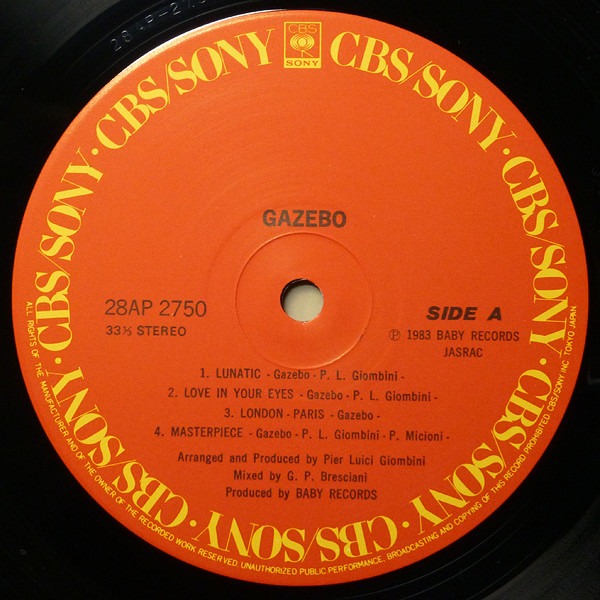 28AP-275
CBS
SONY
CBS/SONY · CBS/SONY · CBS/SONY · CBS/SONY · CBS/SONY · CBS/SONY · CBS/SONY · CBS/SONY
GAZEBO
28AP 2750
33⅓ STEREO
SIDE A
Ⓟ 1983 BABY RECORDS
JASRAC
1. LUNATIC - Gazebo - P. L. Giombini -
2. LOVE IN YOUR EYES - Gazebo - P. L. Giombini -
3. LONDON - PARIS - Gazebo -
4. MASTERPIECE - Gazebo - P. L. Giombini - P. Micioni -
Arranged and Produced by Pier Luici Giombini
Mixed by G. P. Bresciani
Produced by BABY RECORDS
ALL RIGHTS OF THE MANUFACTURER AND OF THE OWNER OF THE RECORDED WORK RESERVED. UNAUTHORIZED PUBLIC PERFORMANCE, BROADCASTING AND COPYING OF THIS RECORD PROHIBITED CBS/SONY INC. TOKYO JAPAN